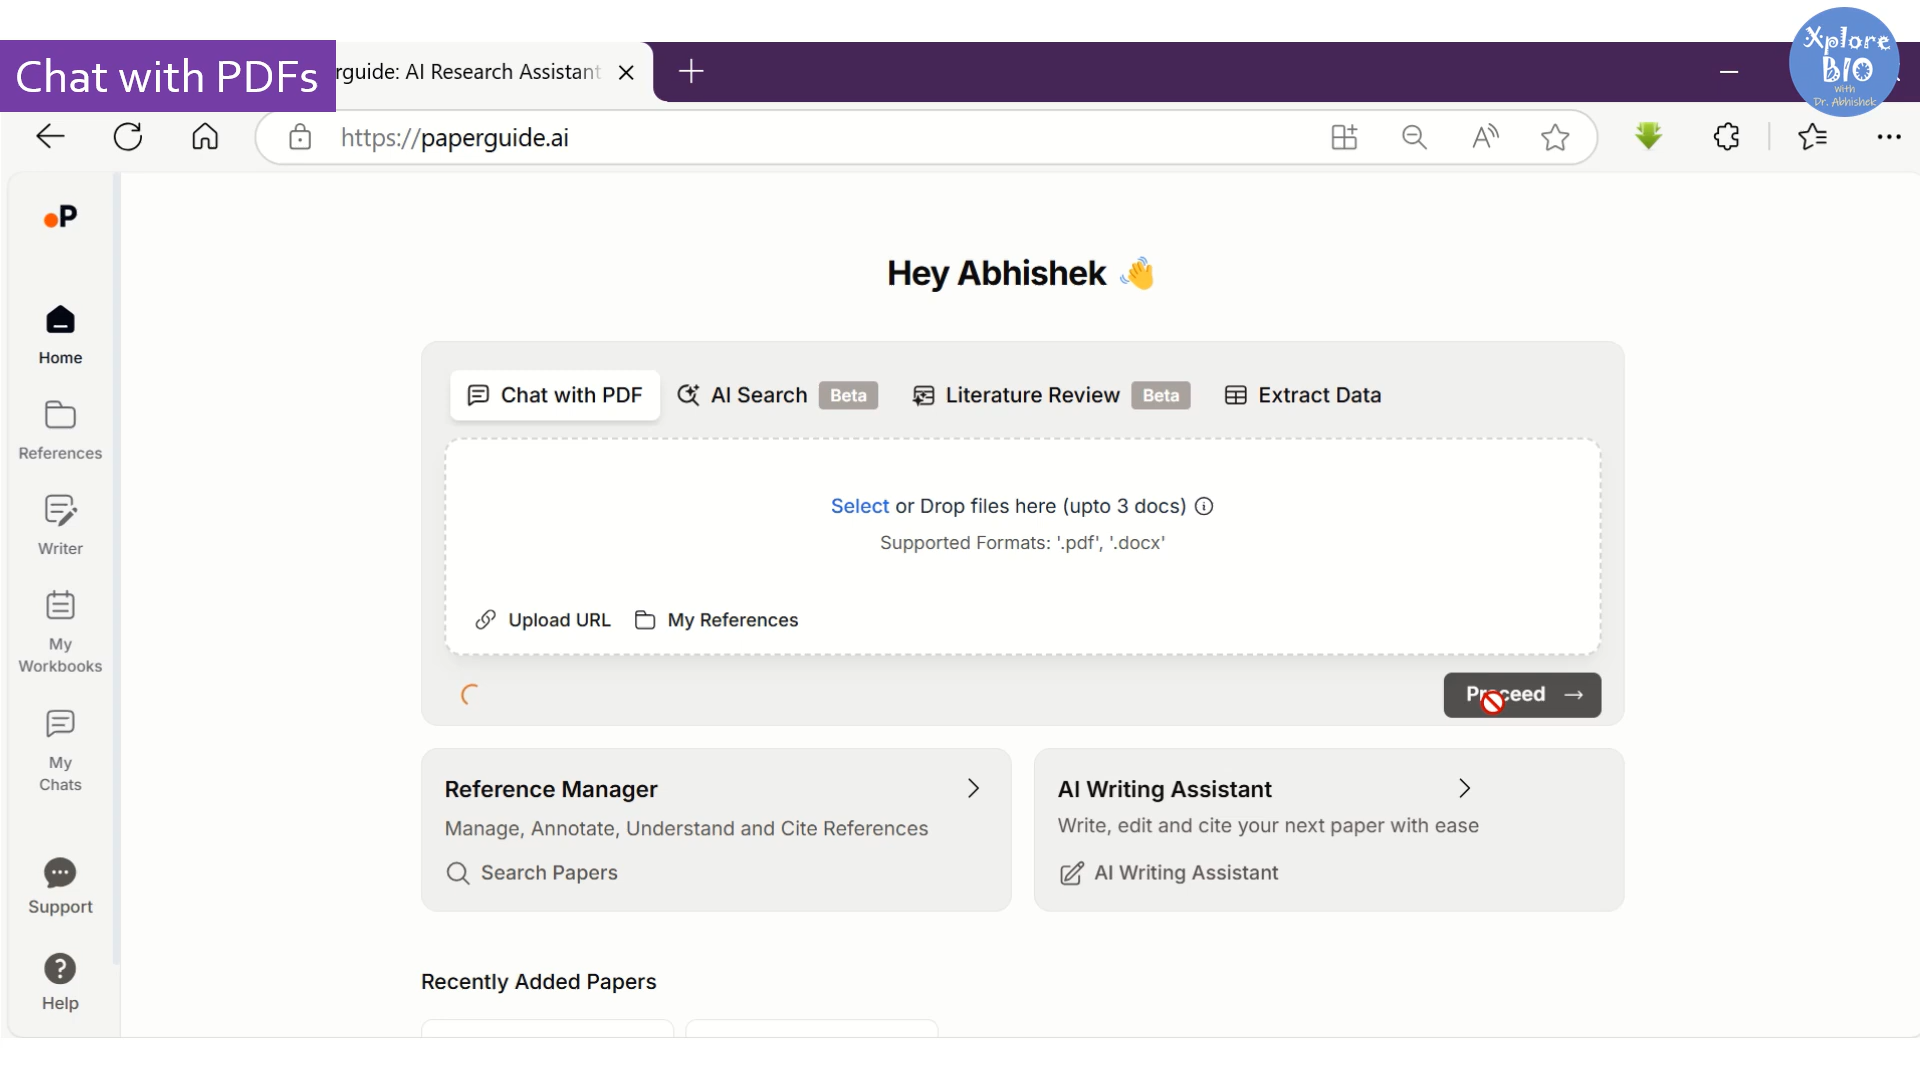 Chat with PDFs
rguide: AI Research Assistant
Xplore
BIO
with
Dr. Abhishek
https://paperguide.ai
P
Hey Abhishek
Home
References
Writer
My
Workbooks
My
Chats
Support
Help
Chat with PDF
AI Search Beta
Literature Review Beta
Extract Data
Select or Drop files here (upto 3 docs)
Supported Formats: '.pdf', '.docx'
Upload URL
My References
Proceed
Reference Manager
Manage, Annotate, Understand and Cite References
Search Papers
AI Writing Assistant
Write, edit and cite your next paper with ease
AI Writing Assistant
Recently Added Papers